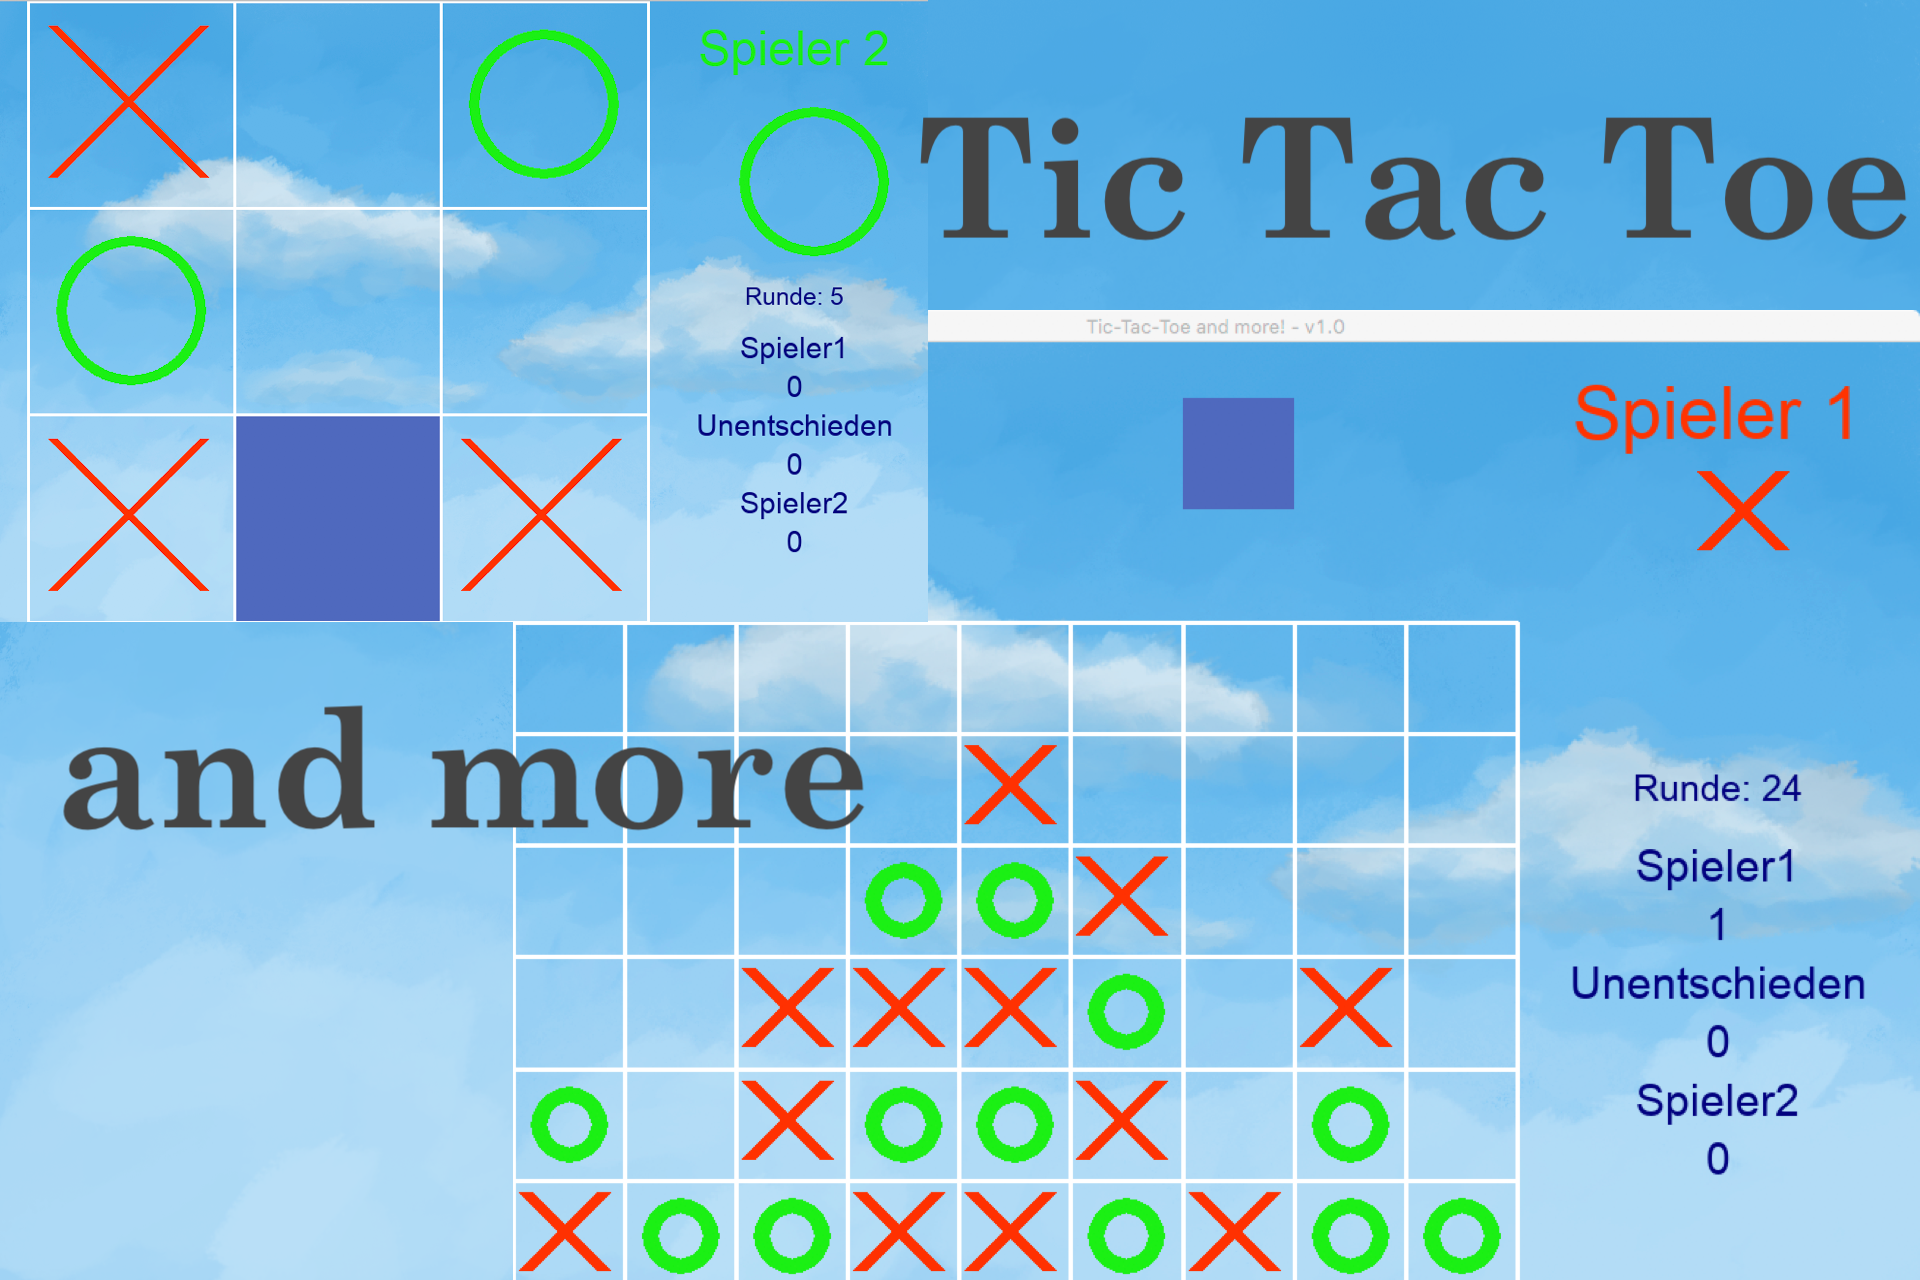 Spieler 2
Runde: 5
Spieler1
0
Unentschieden
0
Spieler2
0
Tic Tac Toe
Tic-Tac-Toe and more! - v1.0
Spieler 1
and more
Runde: 24
Spieler1
1
Unentschieden
0
Spieler2
0